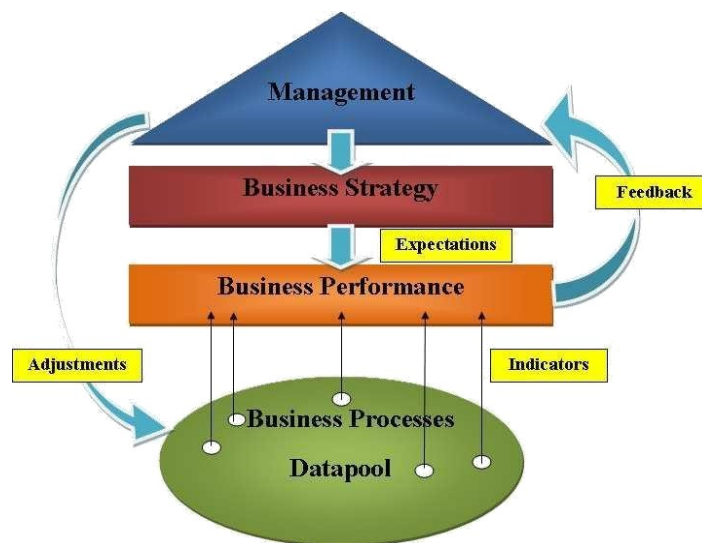 Management
Business Strategy
Feedback
Expectations
Business Performance
Adjustments
Indicators
Business Processes
Datapool